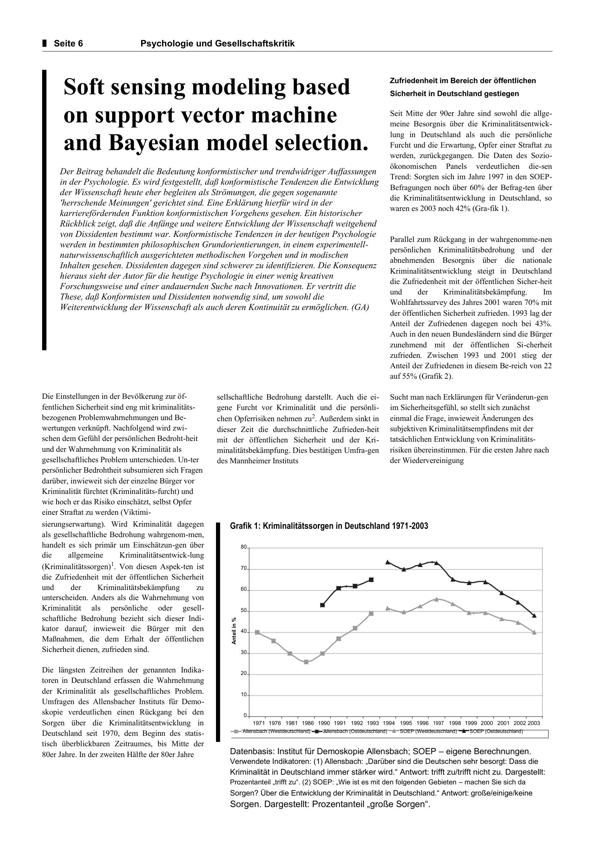 Seite 6 Psychologie und Gesellschaftskritik
Soft sensing modeling based
on support vector machine
and Bayesian model selection.
Der Beitrag behandelt die Bedeutung konformistischer und trendwidriger Auffassungen
in der Psychologie. Es wird festgestellt, daß konformistische Tendenzen die Entwicklung
der Wissenschaft heute eher begleiten als Strömungen, die gegen sogenannte
'herrschende Meinungen' gerichtet sind. Eine Erklärung hierfür wird in der
karrierefördernden Funktion konformistischen Vorgehens gesehen. Ein historischer
Rückblick zeigt, daß die Anfänge und weitere Entwicklung der Wissenschaft weitgehend
von Dissidenten bestimmt war. Konformistische Tendenzen in der heutigen Psychologie
werden in bestimmten philosophischen Grundorientierungen, in einem experimentell-
naturwissenschaftlich ausgerichteten methodischen Vorgehen und in modischen
Inhalten gesehen. Dissidenten dagegen sind schwerer zu identifizieren. Die Konsequenz
hieraus sieht der Autor für die heutige Psychologie in einer wenig kreativen
Forschungsweise und einer andauernden Suche nach Innovationen. Er vertritt die
These, daß Konformisten und Dissidenten notwendig sind, um sowohl die
Weiterentwicklung der Wissenschaft als auch deren Kontinuität zu ermöglichen. (GA)
Zufriedenheit im Bereich der öffentlichen
Sicherheit in Deutschland gestiegen
Seit Mitte der 90er Jahre sind sowohl die allge-
meine Besorgnis über die Kriminalitätsentwick-
lung in Deutschland als auch die persönliche
Furcht und die Erwartung, Opfer einer Straftat zu
werden, zurückgegangen. Die Daten des Sozio-
ökonomischen Panels verdeutlichen die-sen
Trend: Sorgten sich im Jahre 1997 in den SOEP-
Befragungen noch über 60% der Befrag-ten über
die Kriminalitätsentwicklung in Deutschland, so
waren es 2003 noch 42% (Gra-fik 1).
Parallel zum Rückgang in der wahrgenomme-nen
persönlichen Kriminalitätsbedrohung und der
abnehmenden Besorgnis über die nationale
Kriminalitätsentwicklung steigt in Deutschland
die Zufriedenheit mit der öffentlichen Sicher-heit
und der Kriminalitätsbekämpfung. Im
Wohlfahrtssurvey des Jahres 2001 waren 70% mit
der öffentlichen Sicherheit zufrieden. 1993 lag der
Anteil der Zufriedenen dagegen noch bei 43%.
Auch in den neuen Bundesländern sind die Bürger
zunehmend mit der öffentlichen Si-cherheit
zufrieden. Zwischen 1993 und 2001 stieg der
Anteil der Zufriedenen in diesem Be-reich von 22
auf 55% (Grafik 2).
Die Einstellungen in der Bevölkerung zur öf-
fentlichen Sicherheit sind eng mit kriminalitäts-
bezogenen Problemwahrnehmungen und Be-
wertungen verknüpft. Nachfolgend wird zwi-
schen dem Gefühl der persönlichen Bedroht-heit
und der Wahrnehmung von Kriminalität als
gesellschaftliches Problem unterschieden. Un-ter
persönlicher Bedrohtheit subsumieren sich Fragen
darüber, inwieweit sich der einzelne Bürger vor
Kriminalität fürchtet (Kriminalitäts-furcht) und
wie hoch er das Risiko einschätzt, selbst Opfer
einer Straftat zu werden (Viktimi-
sierungserwartung). Wird Kriminalität dagegen
als gesellschaftliche Bedrohung wahrgenom-men,
handelt es sich primär um Einschätzun-gen über
die allgemeine Kriminalitätsentwick-lung
(Kriminalitätssorgen)1. Von diesen Aspek-ten ist
die Zufriedenheit mit der öffentlichen Sicherheit
und der Kriminalitätsbekämpfung zu
unterscheiden. Anders als die Wahrnehmung von
Kriminalität als persönliche oder gesell-
schaftliche Bedrohung bezieht sich dieser Indi-
kator darauf, inwieweit die Bürger mit den
Maßnahmen, die dem Erhalt der öffentlichen
Sicherheit dienen, zufrieden sind.
Die längsten Zeitreihen der genannten Indika-
toren in Deutschland erfassen die Wahrnehmung
der Kriminalität als gesellschaftliches Problem.
Umfragen des Allensbacher Instituts für Demo-
skopie verdeutlichen einen Rückgang bei den
Sorgen über die Kriminalitätsentwicklung in
Deutschland seit 1970, dem Beginn des statis-
tisch überblickbaren Zeitraumes, bis Mitte der
80er Jahre. In der zweiten Hälfte der 80er Jahre
sellschaftliche Bedrohung darstellt. Auch die ei-
gene Furcht vor Kriminalität und die persönli-
chen Opferrisiken nehmen zu2. Außerdem sinkt in
dieser Zeit die durchschnittliche Zufrieden-heit
mit der öffentlichen Sicherheit und der Kri-
minalitätsbekämpfung. Dies bestätigen Umfra-gen
des Mannheimer Instituts
Sucht man nach Erklärungen für Veränderun-gen
im Sicherheitsgefühl, so stellt sich zunächst
einmal die Frage, inwieweit Änderungen des
subjektiven Kriminalitätsempfindens mit der
tatsächlichen Entwicklung von Kriminalitäts-
risiken übereinstimmen. Für die ersten Jahre nach
der Wiedervereinigung
Grafik 1: Kriminalitätssorgen in Deutschland 1971-2003
80
70
60
50
40
30
20
10
0
Anteil in %
1971 1976 1981 1986 1990 1991 1992 1993 1994 1995 1996 1997 1998 1999 2000 2001 2002 2003
Allensbach (Westdeutschland) Allensbach (Ostdeutschland) SOEP (Westdeutschland) SOEP (Ostdeutschland)
Datenbasis: Institut für Demoskopie Allensbach; SOEP – eigene Berechnungen.
Verwendete Indikatoren: (1) Allensbach: „Darüber sind die Deutschen sehr besorgt: Dass die
Kriminalität in Deutschland immer stärker wird.“ Antwort: trifft zu/trifft nicht zu. Dargestellt:
Prozentanteil „trifft zu“. (2) SOEP: „Wie ist es mit den folgenden Gebieten – machen Sie sich da
Sorgen? Über die Entwicklung der Kriminalität in Deutschland.“ Antwort: große/einige/keine
Sorgen. Dargestellt: Prozentanteil „große Sorgen“.